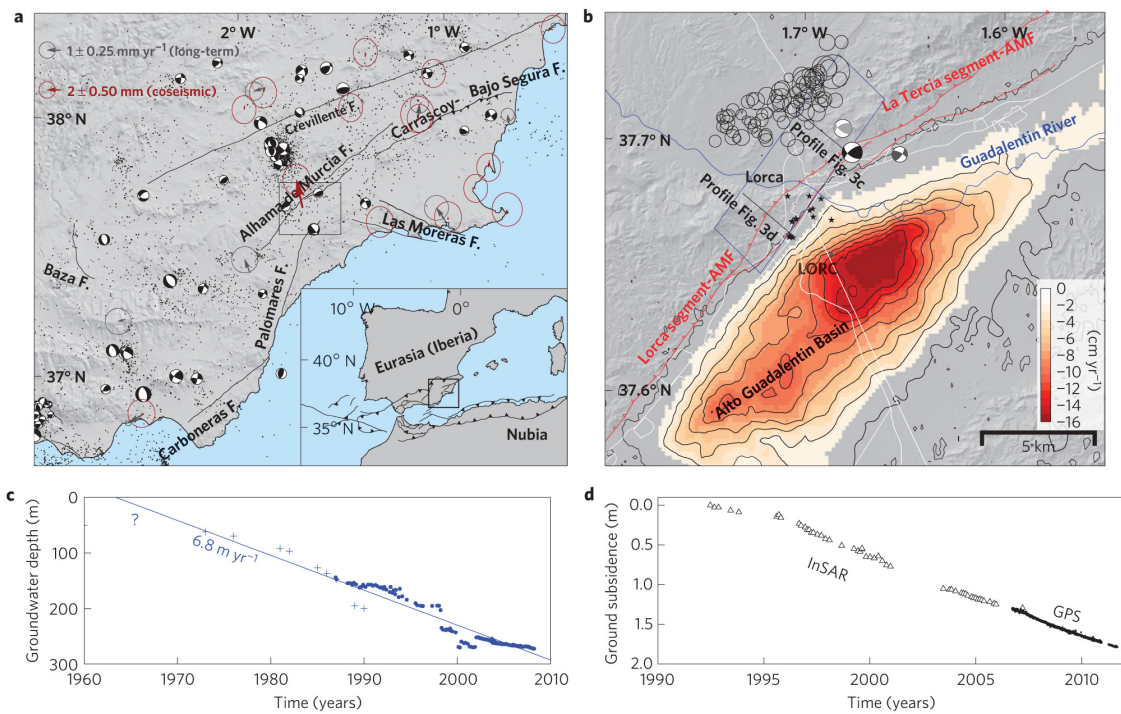 a
2° W
1° W
1 ± 0.25 mm yr⁻¹ (long-term)
2 ± 0.50 mm (coseismic)
38° N
37° N
Crevillente F.
Carrascoy-
Bajo Segura F.
Alhama de Murcia F.
Las Moreras F.
Baza F.
Palomares F.
Carboneras F.
10° W
0°
40° N
35° N
Eurasia (Iberia)
Nubia
b
1.7° W
1.6° W
37.7° N
37.6° N
La Tercia segment-AMF
Guadalentin River
Profile Fig. 3c
Lorca
Profile Fig. 3d
LORC
Lorca segment-AMF
Alto Guadalentin Basin
0
−2
−4
−6
−8
−10
−12
−14
−16
(cm yr⁻¹)
5 km
c
Groundwater depth (m)
0
100
200
300
?
6.8 m yr⁻¹
1960
1970
1980
1990
2000
2010
Time (years)
d
Ground subsidence (m)
0.0
0.5
1.0
1.5
2.0
InSAR
GPS
1990
1995
2000
2005
2010
Time (years)